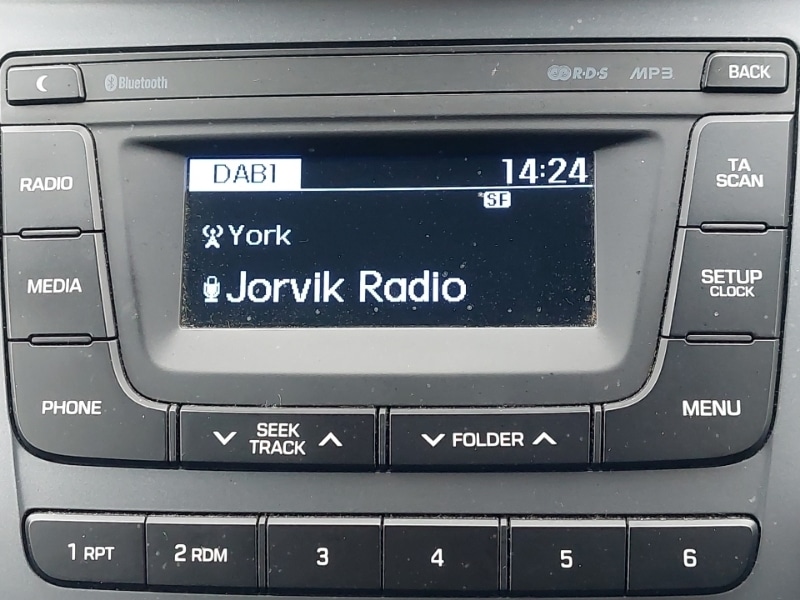 Bluetooth
R·D·S
MP3
BACK
RADIO
DAB1
14:24
TA
SCAN
SF
York
MEDIA
Jorvik Radio
SETUP
CLOCK
PHONE
MENU
SEEK
TRACK
FOLDER
1 RPT
2 RDM
3
4
5
6